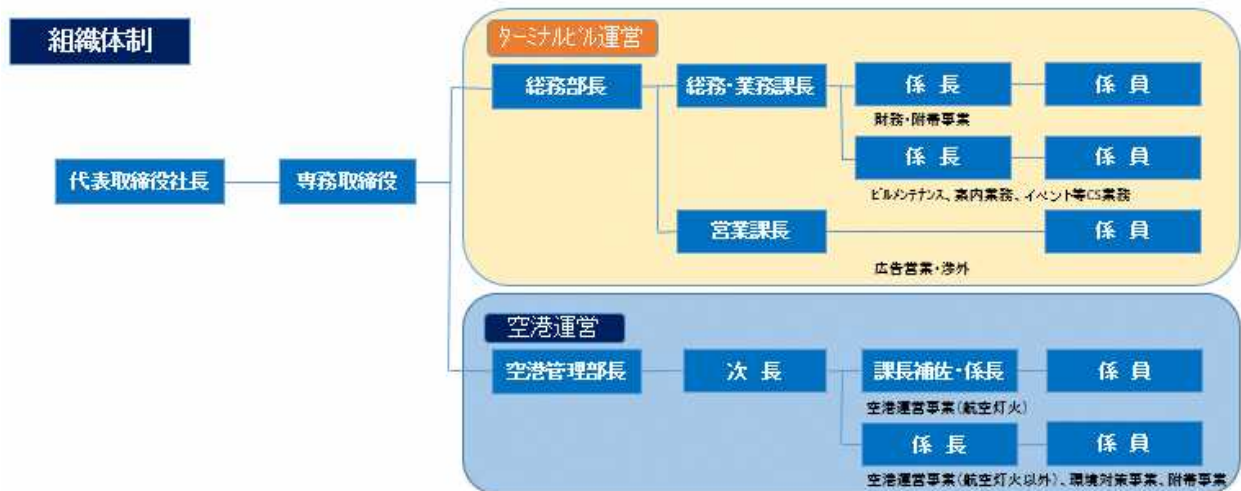 組織体制
ターミナルビル運営
総務部長
総務・業務課長
係 長
係 員
財務・附帯事業
係 長
係 員
ビルメンテナンス、案内業務、イベント等CS業務
代表取締役社長
専務取締役
営業課長
係 員
広告営業・渉外
空港運営
空港管理部長
次 長
課長補佐・係長
係 員
空港運営事業(航空灯火)
係 長
係 員
空港運営事業(航空灯火以外)、環境対策事業、附帯事業